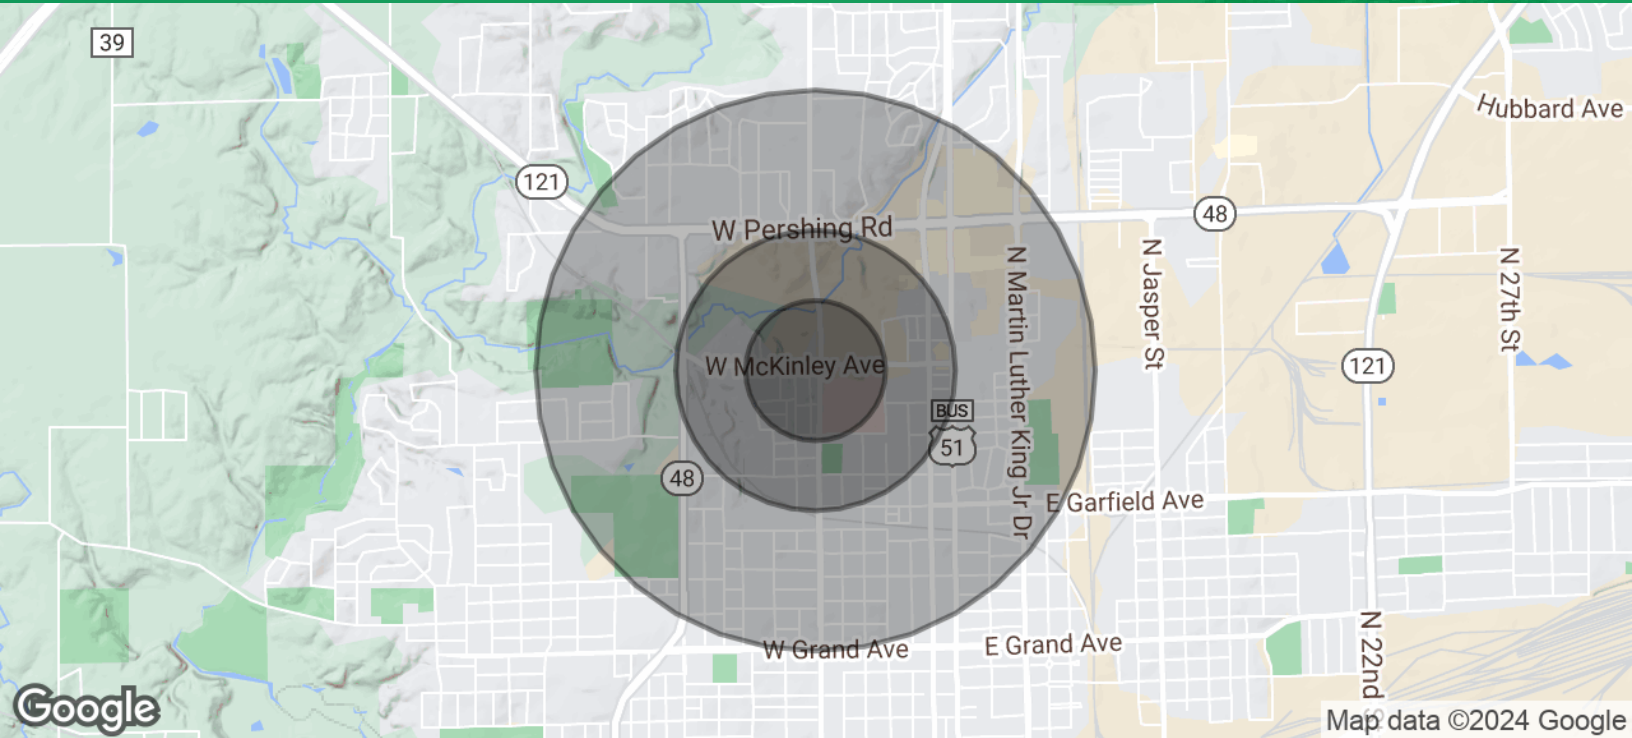 39
Hubbard Ave
121
48
W Pershing Rd
N Martin Luther King Jr Dr
N Jasper St
N 27th St
W McKinley Ave
121
BUS
51
48
E Garfield Ave
W Grand Ave
E Grand Ave
N 22nd S
Google
Map data ©2024 Google